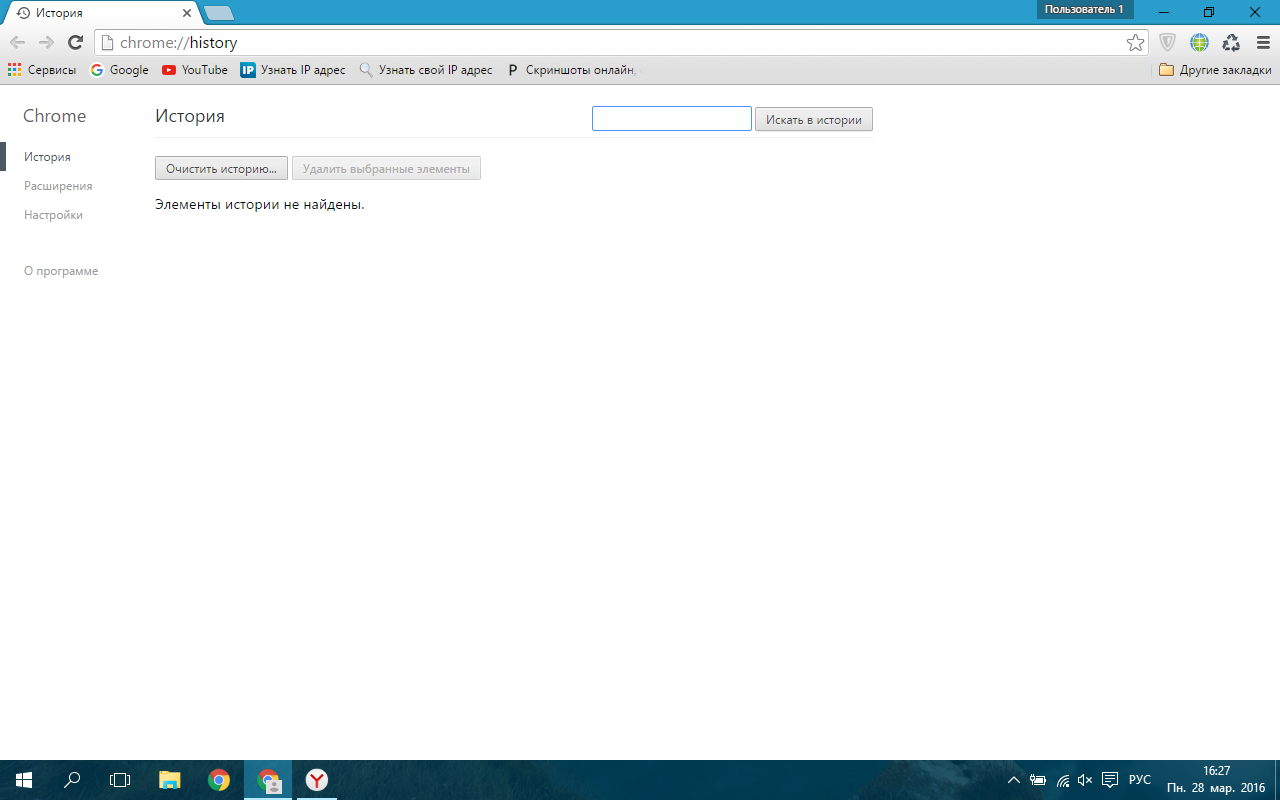 История
Пользователь 1
chrome://history
Сервисы Google YouTube IP Узнать IP адрес Узнать свой IP адрес P Скриншоты онлайн, Другие закладки
Chrome
История
Искать в истории
История
Расширения
Настройки
О программе
Очистить историю... Удалить выбранные элементы
Элементы истории не найдены.
РУС
16:27
Пн. 28 мар. 2016